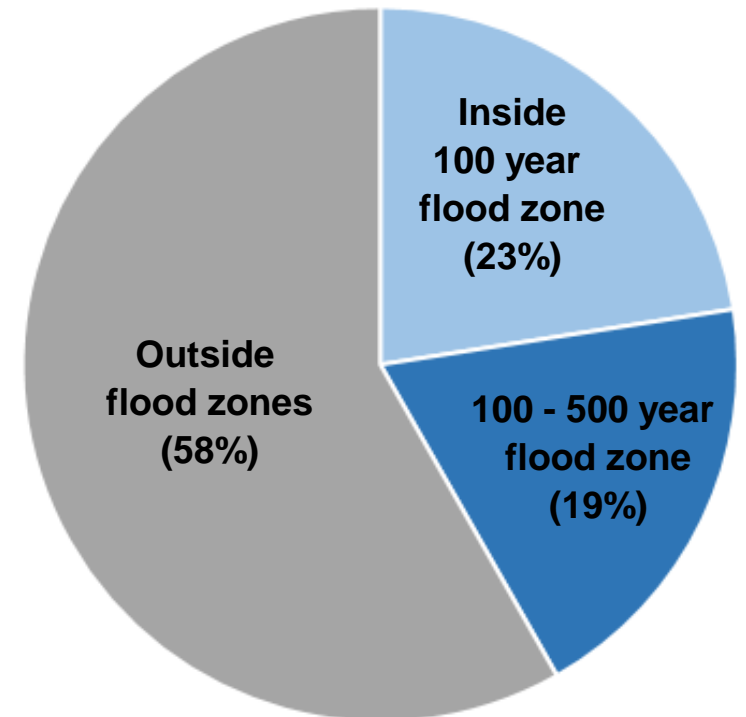 Inside
100 year
flood zone
(23%)
Outside
flood zones
(58%)
100 - 500 year
flood zone
(19%)